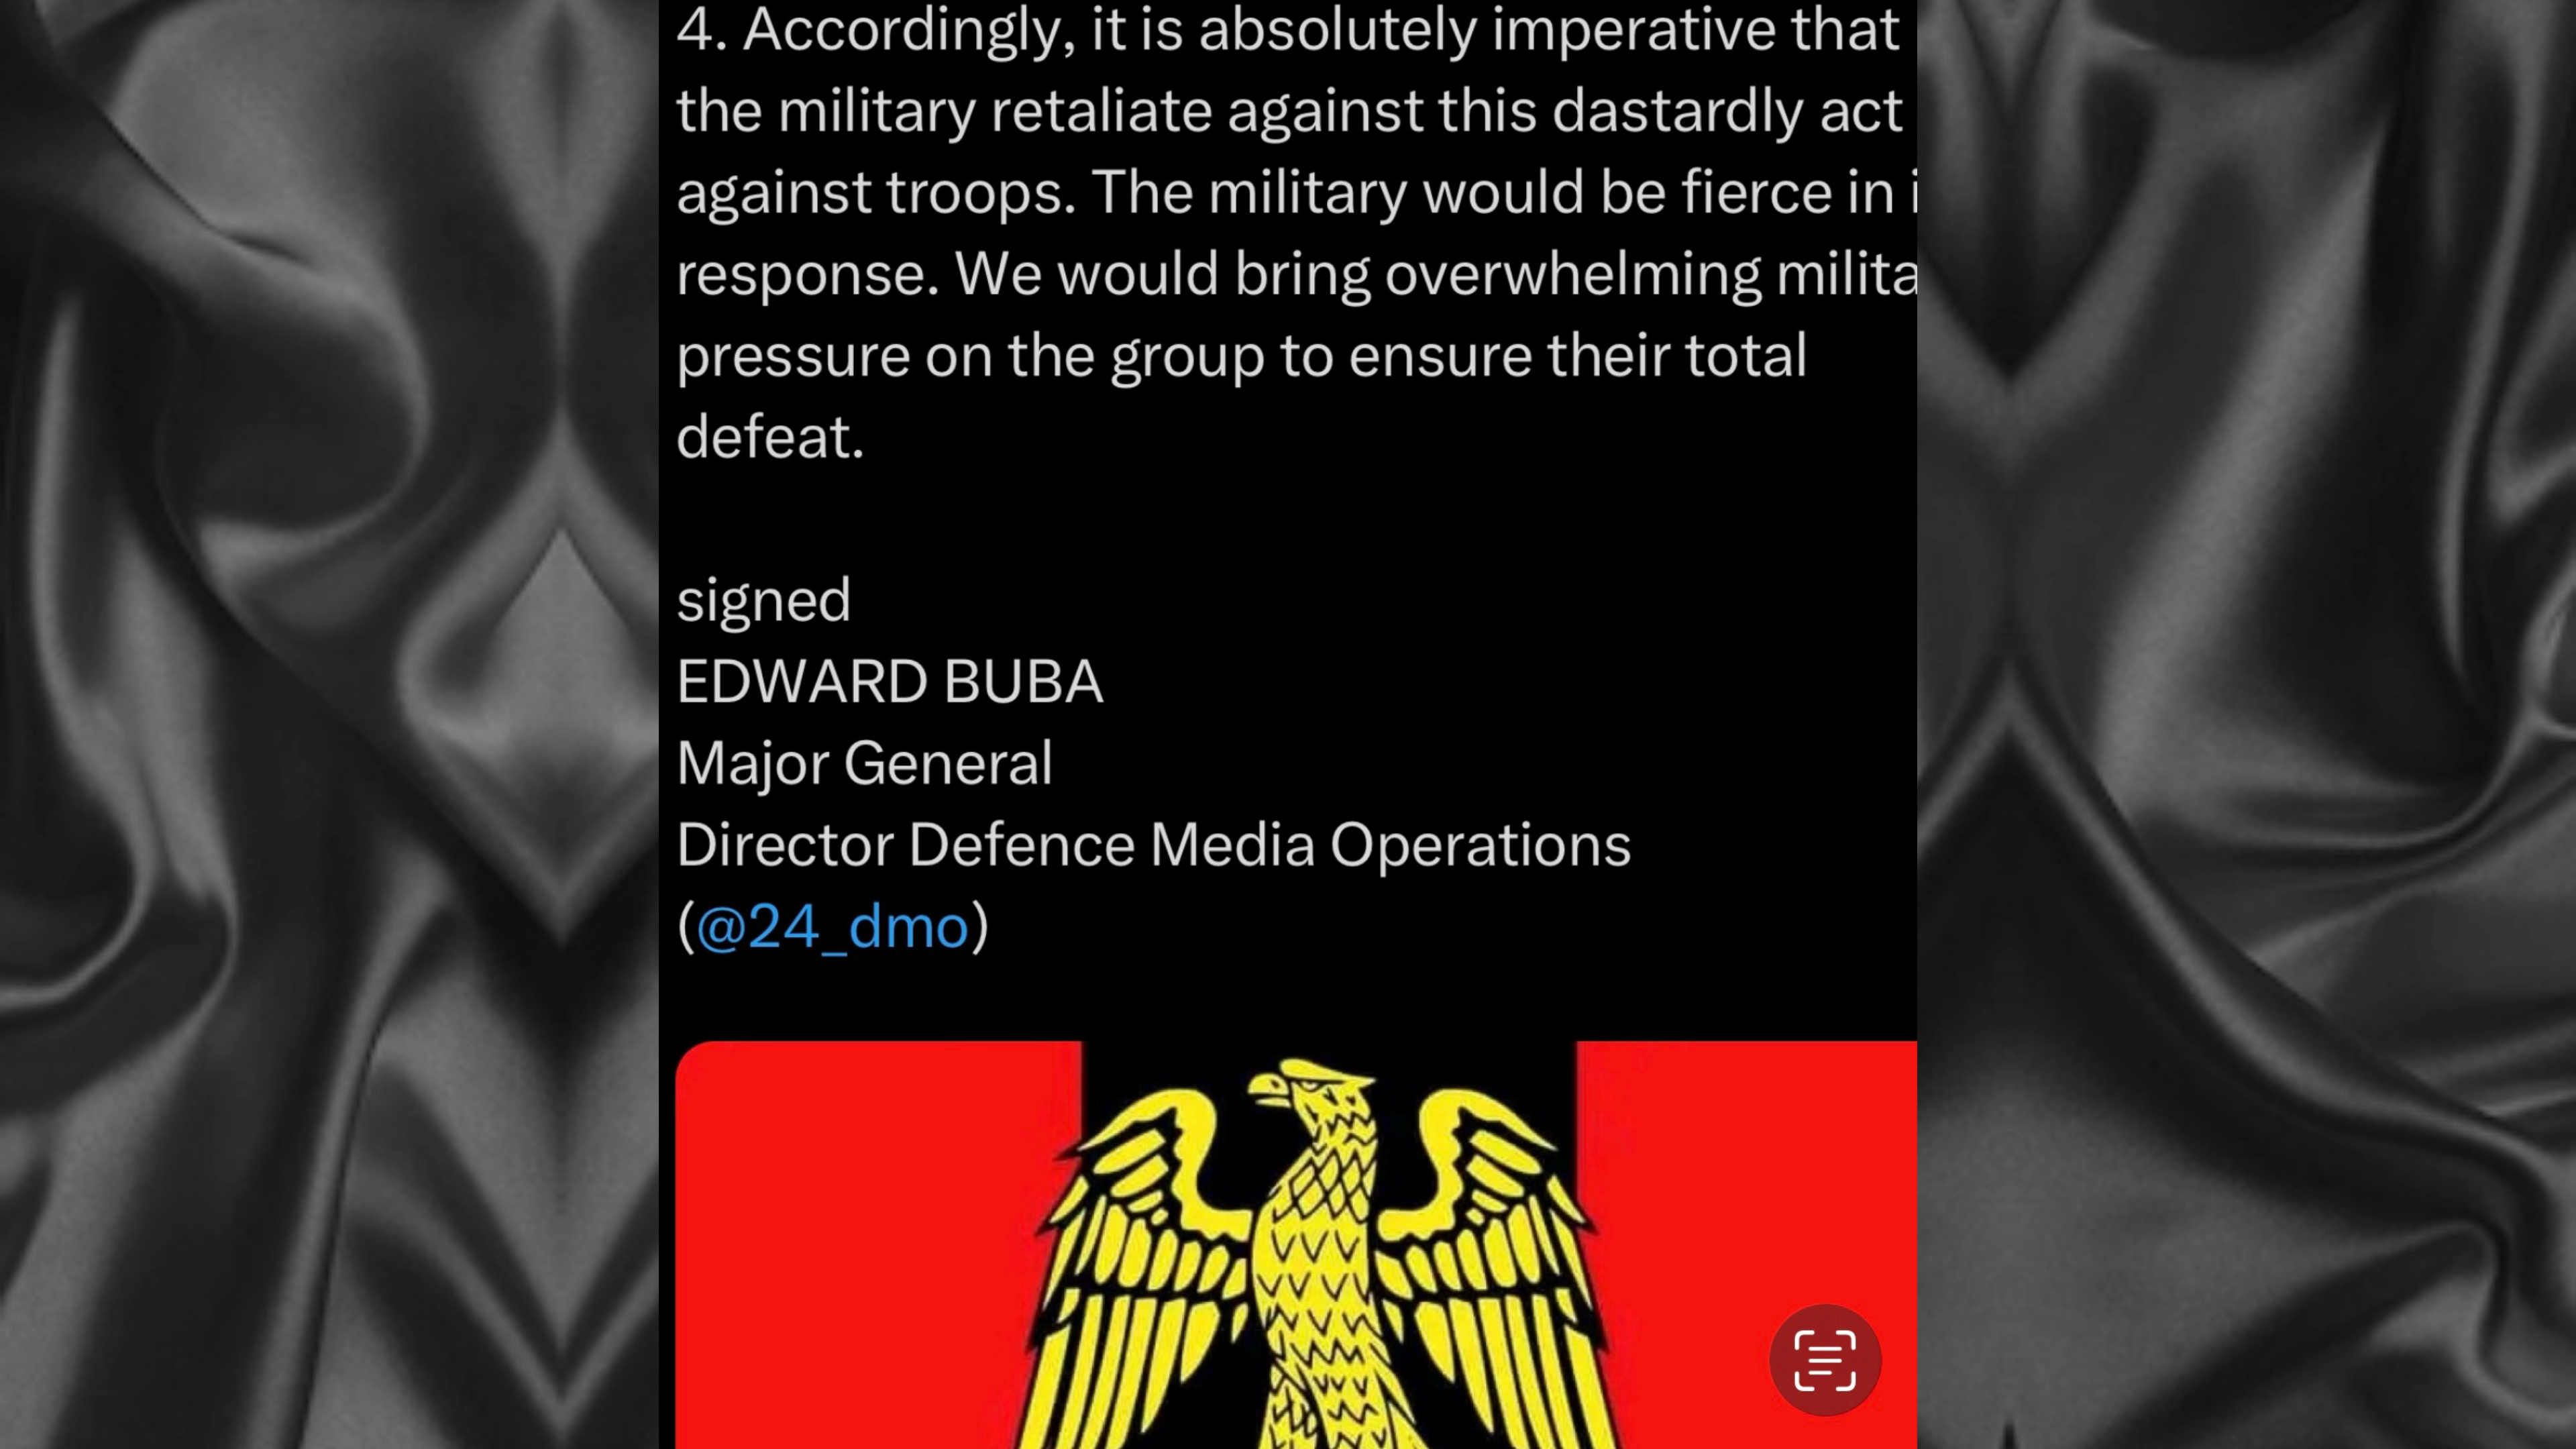 4. Accordingly, it is absolutely imperative that
the military retaliate against this dastardly act
against troops. The military would be fierce in
response. We would bring overwhelming
pressure on the group to ensure their total
defeat.
signed
EDWARD BUBA
Major General
Director Defence Media Operations
(@24_dmo)